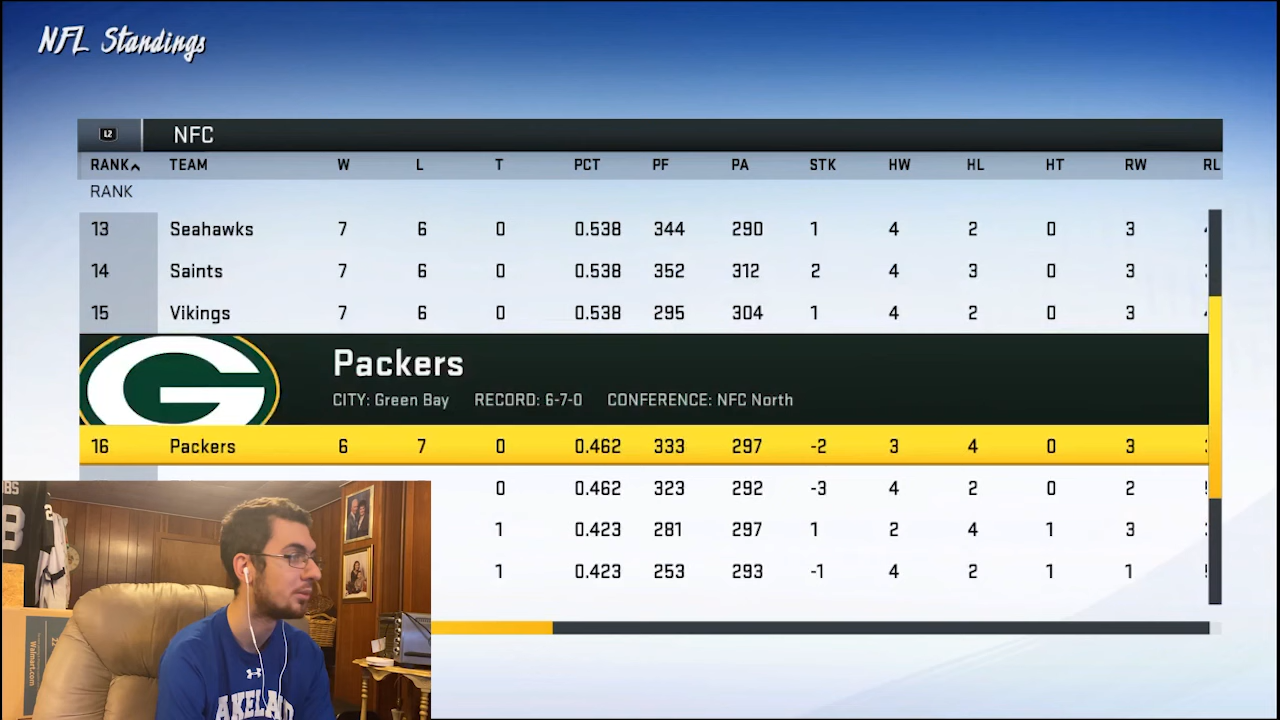 NFL Standings
L2 NFC
RANK TEAM W L T PCT PF PA STK HW HL HT RW RL
RANK
13 Seahawks 7 6 0 0.538 344 290 1 4 2 0 3
14 Saints 7 6 0 0.538 352 312 2 4 3 0 3
15 Vikings 7 6 0 0.538 295 304 1 4 2 0 3
G
Packers
CITY: Green Bay RECORD: 6-7-0 CONFERENCE: NFC North
16 Packers 6 7 0 0.462 333 297 -2 3 4 0 3
0 0.462 323 292 -3 4 2 0 2
1 0.423 281 297 1 2 4 1 3
1 0.423 253 293 -1 4 2 1 1
Walmart.com